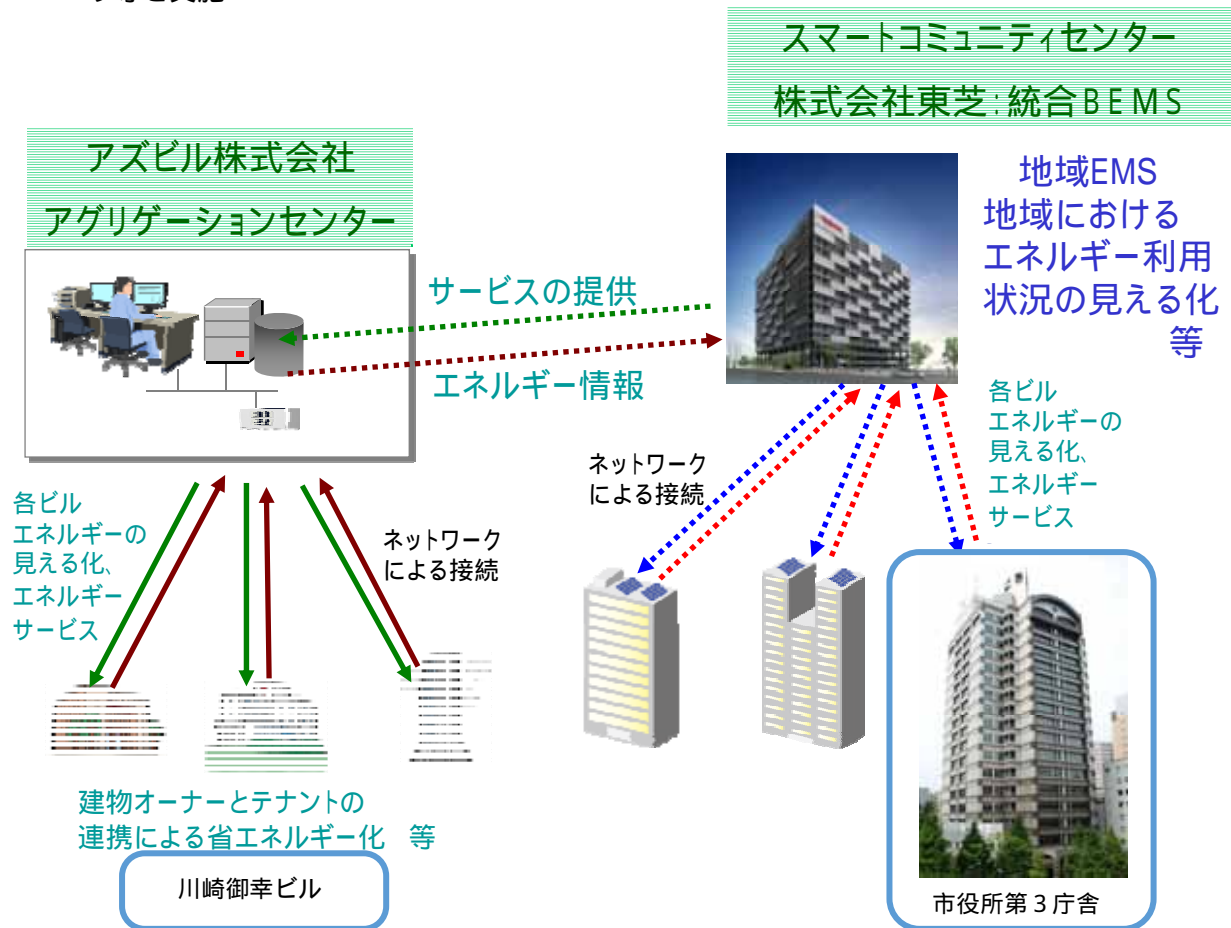 スマートコミュニティセンター
株式会社東芝:統合BEMS
アズビル株式会社
アグリゲーションセンター
地域EMS
地域における
エネルギー利用
状況の見える化
等
サービスの提供
エネルギー情報
各ビル
エネルギーの
見える化、
エネルギー
サービス
ネットワーク
による接続
各ビル
エネルギーの
見える化、
エネルギー
サービス
ネットワーク
による接続
建物オーナーとテナントの
連携による省エネルギー化　等
川崎御幸ビル
市役所第3庁舎